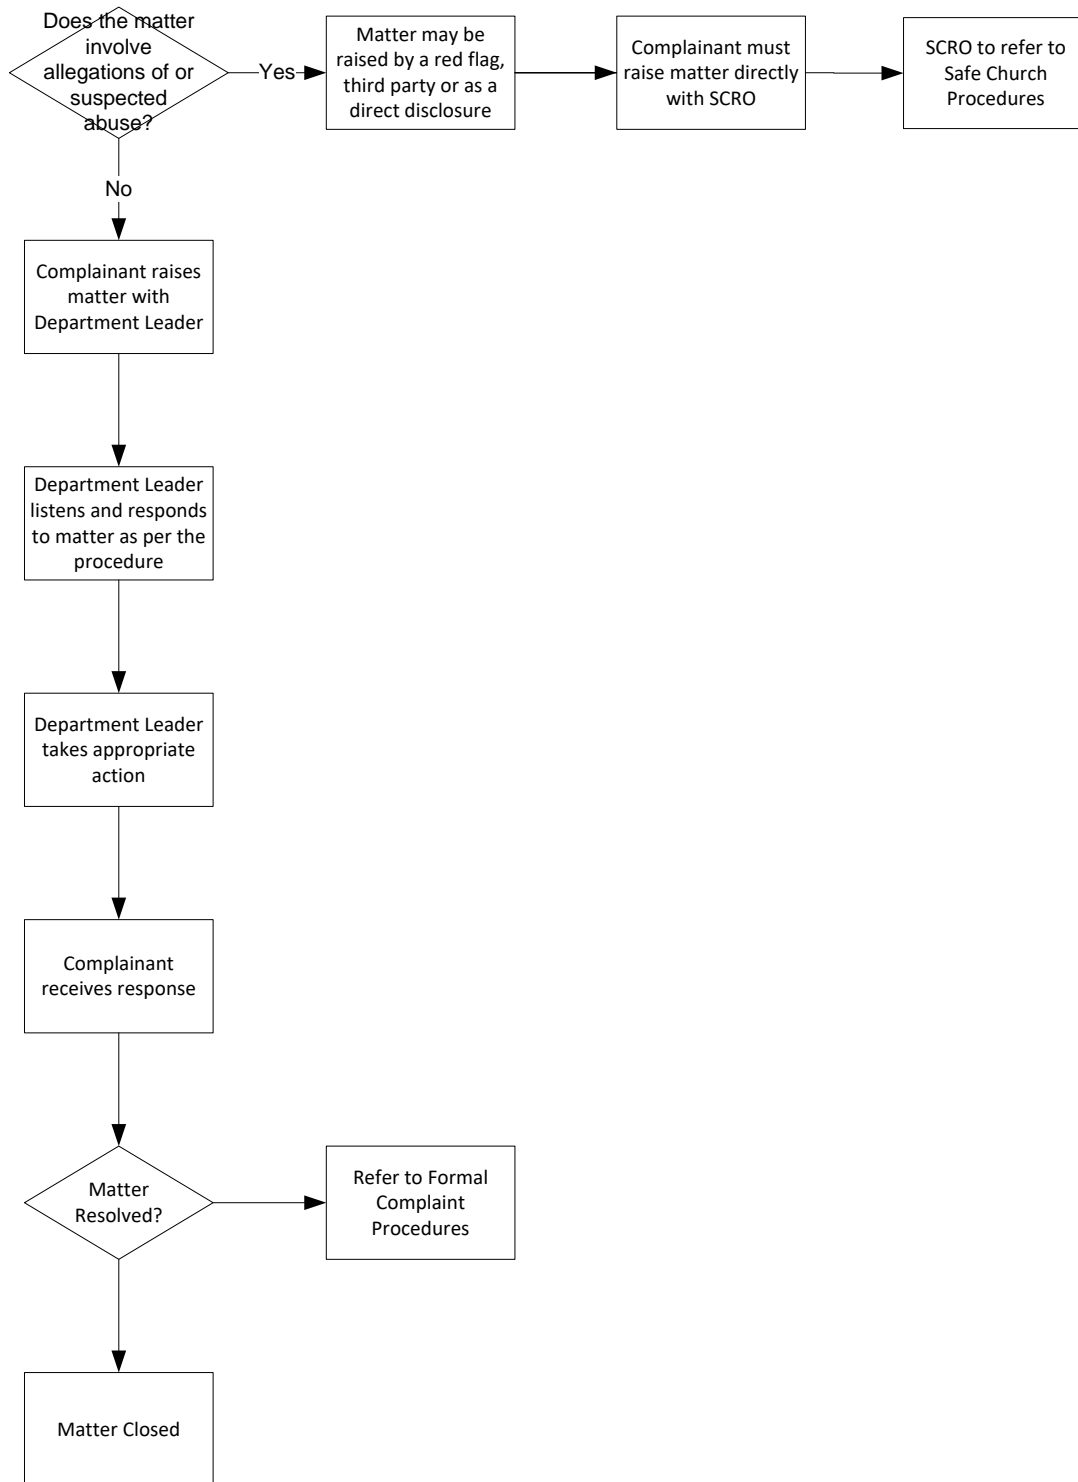 Does the matter
involve
allegations of or
suspected
abuse?
Yes
Matter may be
raised by a red flag,
third party or as a
direct disclosure
Complainant must
raise matter directly
with SCRO
SCRO to refer to
Safe Church
Procedures
No
Complainant raises
matter with
Department Leader
Department Leader
listens and responds
to matter as per the
procedure
Department Leader
takes appropriate
action
Complainant
receives response
Matter
Resolved?
Refer to Formal
Complaint
Procedures
Matter Closed